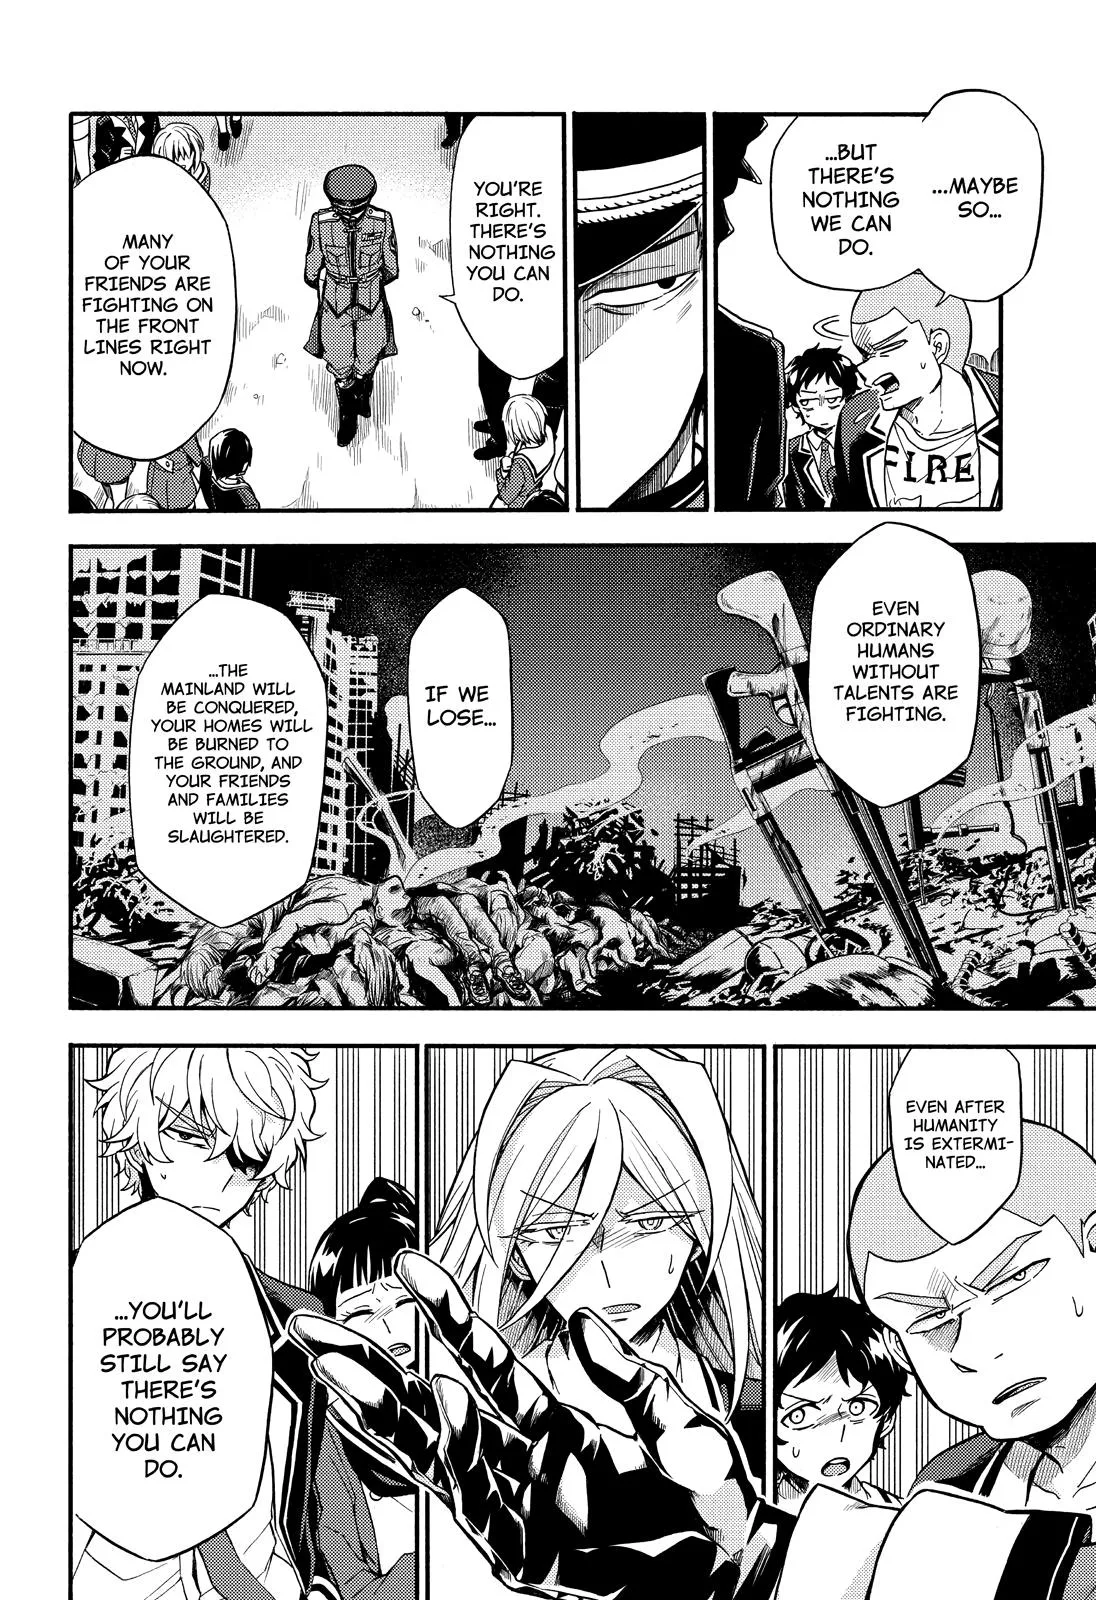 ...MAYBE
SO...
...BUT
THERE'S
NOTHING
WE CAN
DO.
FIRE
YOU'RE
RIGHT.
THERE'S
NOTHING
YOU CAN
DO.
MANY
OF YOUR
FRIENDS ARE
FIGHTING ON
THE FRONT
LINES RIGHT
NOW.
EVEN
ORDINARY
HUMANS
WITHOUT
TALENTS ARE
FIGHTING.
IF WE
LOSE...
...THE
MAINLAND WILL
BE CONQUERED,
YOUR HOMES WILL
BE BURNED TO
THE GROUND, AND
YOUR FRIENDS
AND FAMILIES
WILL BE
SLAUGHTERED.
EVEN AFTER
HUMANITY
IS EXTERMI-
NATED...
...YOU'LL
PROBABLY
STILL SAY
THERE'S
NOTHING
YOU CAN
DO.